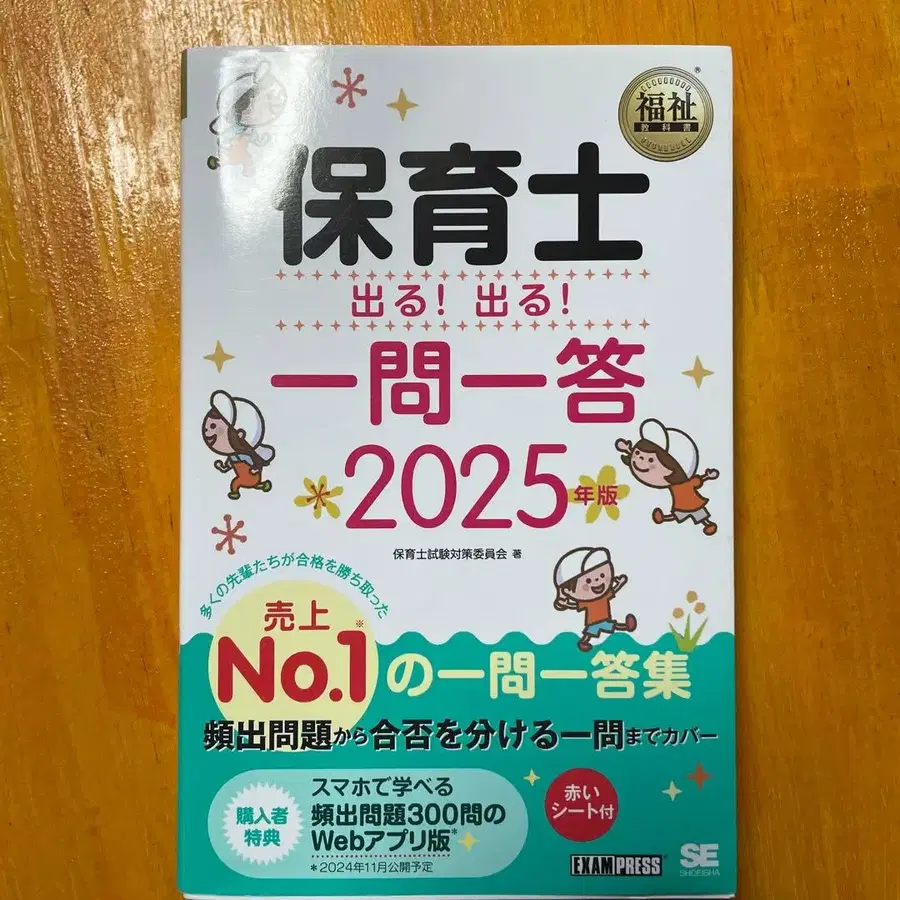 福祉
教科書
®
保育士
出る! 出る!
一問一答
2025年版
保育士試験対策委員会 著
多くの先輩たちが合格を勝ち取った
売上
No.1※の一問一答集
頻出問題から合否を分ける一問までカバー
購入者
特典
スマホで学べる
頻出問題300問の
Webアプリ版*
*2024年11月公開予定
赤い
シート付
EXAMPRESS®
SE
SHOEISHA